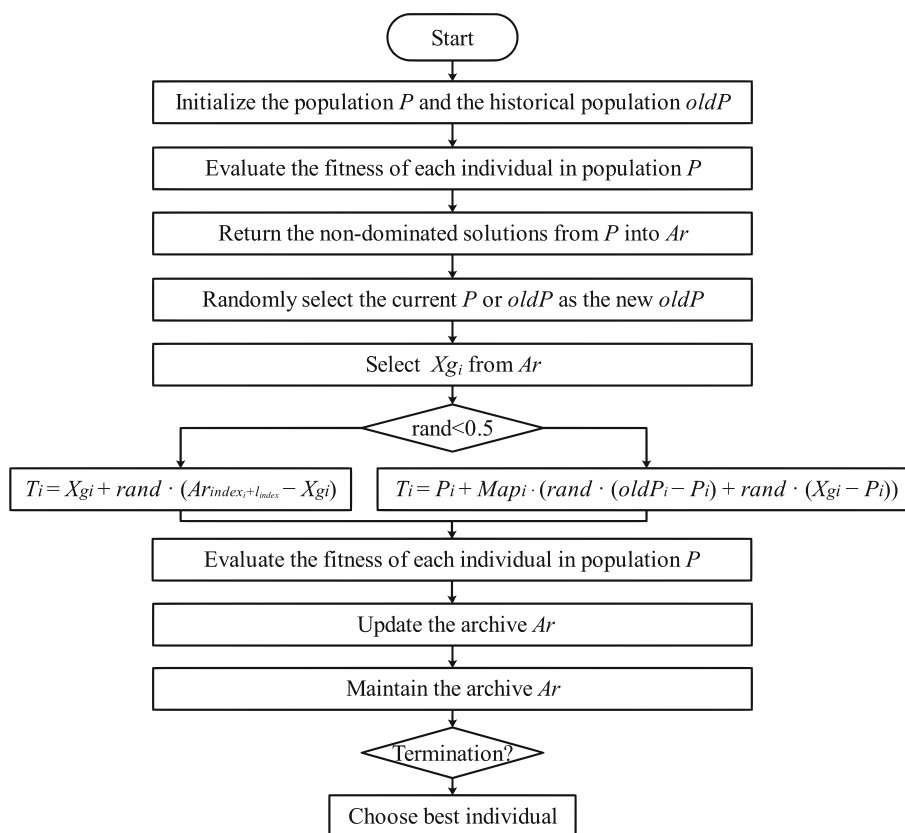 Start
Initialize the population P and the historical population oldP
Evaluate the fitness of each individual in population P
Return the non-dominated solutions from P into Ar
Randomly select the current P or oldP as the new oldP
Select Xgi from Ar
rand<0.5
Ti = Xgi + rand · (Arindexi+lindex − Xgi)
Ti = Pi + Mapi · (rand · (oldPi − Pi) + rand · (Xgi − Pi))
Evaluate the fitness of each individual in population P
Update the archive Ar
Maintain the archive Ar
Termination?
Choose best individual